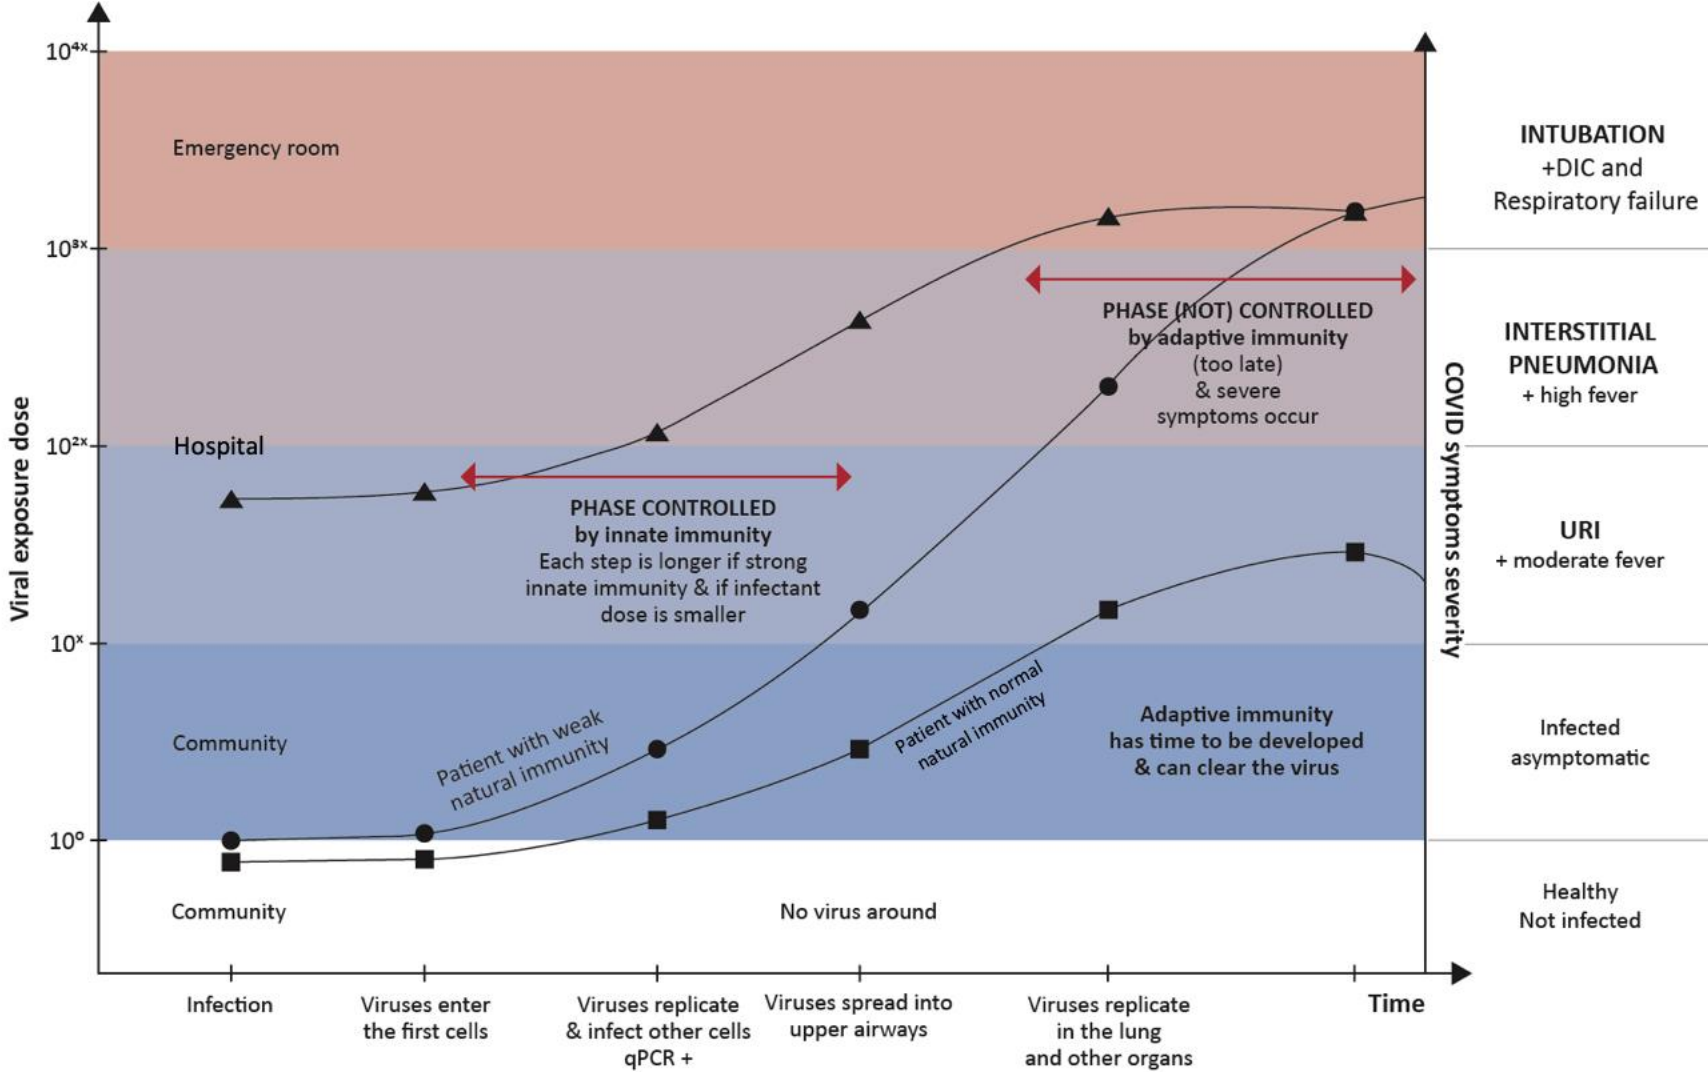 10⁴ˣ
Emergency room
INTUBATION
+DIC and
Respiratory failure
10³ˣ
PHASE (NOT) CONTROLLED
by adaptive immunity
(too late)
& severe
symptoms occur
INTERSTITIAL
PNEUMONIA
+ high fever
Viral exposure dose
COVID symptoms severity
10²ˣ
Hospital
PHASE CONTROLLED
by innate immunity
Each step is longer if strong
innate immunity & if infectant
dose is smaller
URI
+ moderate fever
10ˣ
Community
Patient with weak
natural immunity
Patient with normal
natural immunity
Adaptive immunity
has time to be developed
& can clear the virus
Infected
asymptomatic
10⁰
Community
No virus around
Healthy
Not infected
Infection
Viruses enter
the first cells
Viruses replicate
& infect other cells
qPCR +
Viruses spread into
upper airways
Viruses replicate
in the lung
and other organs
Time